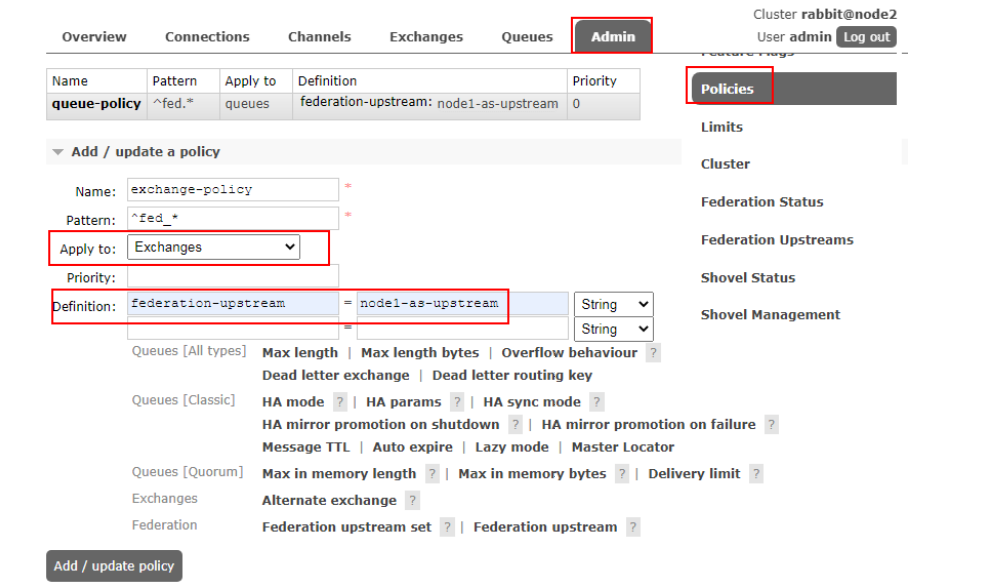 Cluster rabbit@node2
Overview Connections Channels Exchanges Queues Admin User admin Log out
Name Pattern Apply to Definition Priority
queue-policy ^fed.* queues federation-upstream: node1-as-upstream 0
Policies
Limits
Cluster
Federation Status
Federation Upstreams
Shovel Status
Shovel Management
Add / update a policy
Name: exchange-policy *
Pattern: ^fed_* *
Apply to: Exchanges
Priority:
Definition: federation-upstream = node1-as-upstream String
= String
Queues [All types] Max length | Max length bytes | Overflow behaviour ?
Dead letter exchange | Dead letter routing key
Queues [Classic] HA mode ? | HA params ? | HA sync mode ?
HA mirror promotion on shutdown ? | HA mirror promotion on failure ?
Message TTL | Auto expire | Lazy mode | Master Locator
Queues [Quorum] Max in memory length ? | Max in memory bytes ? | Delivery limit ?
Exchanges Alternate exchange ?
Federation Federation upstream set ? | Federation upstream ?
Add / update policy